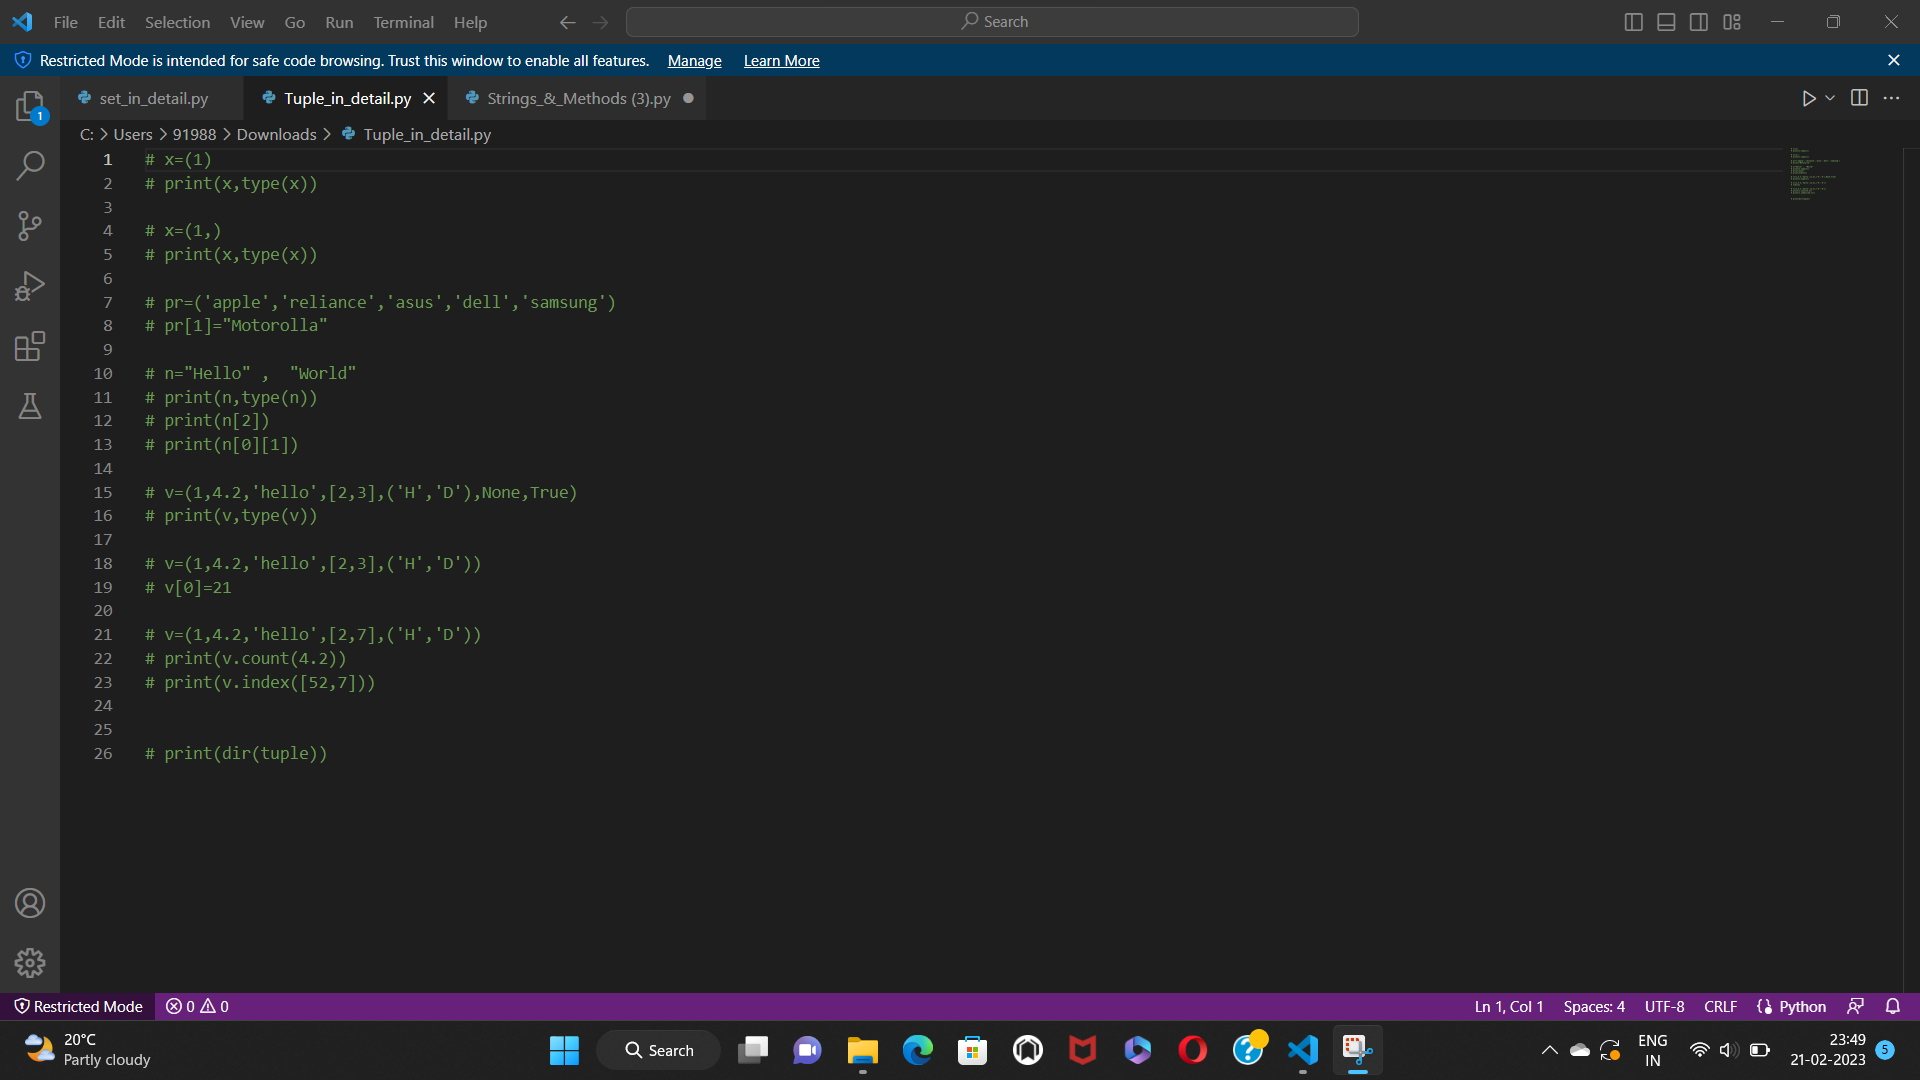 File Edit Selection View Go Run Terminal Help Search
Restricted Mode is intended for safe code browsing. Trust this window to enable all features. Manage Learn More
set_in_detail.py Tuple_in_detail.py Strings_&_Methods (3).py
1
C: > Users > 91988 > Downloads > Tuple_in_detail.py
1 # x=(1)
2 # print(x,type(x))
3
4 # x=(1,)
5 # print(x,type(x))
6
7 # pr=('apple','reliance','asus','dell','samsung')
8 # pr[1]="Motorolla"
9
10 # n="Hello" ,  "World"
11 # print(n,type(n))
12 # print(n[2])
13 # print(n[0][1])
14
15 # v=(1,4.2,'hello',[2,3],('H','D'),None,True)
16 # print(v,type(v))
17
18 # v=(1,4.2,'hello',[2,3],('H','D'))
19 # v[0]=21
20
21 # v=(1,4.2,'hello',[2,7],('H','D'))
22 # print(v.count(4.2))
23 # print(v.index([52,7]))
24
25
26 # print(dir(tuple))
Restricted Mode 0 0 Ln 1, Col 1 Spaces: 4 UTF-8 CRLF Python
20°C
Partly cloudy
Search
ENG
IN
23:49
21-02-2023
5